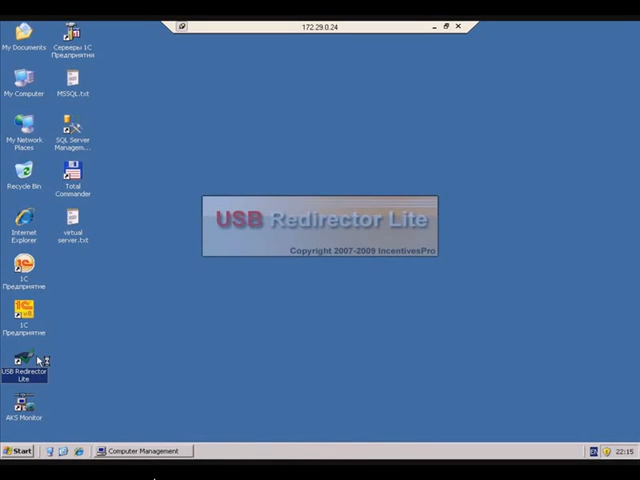 172.29.0.24
My Documents
Серверы 1С
Предприятия
My Computer
MSSQL.txt
My Network
Places
SQL Server
Managem...
Recycle Bin
Total
Commander
Internet
Explorer
virtual
server.txt
1С
Предприятие
1С
Предприятие
USB Redirector
Lite
AKS Monitor
USB Redirector Lite
Copyright 2007-2009 IncentivesPro
Start
Computer Management
EN
22:15